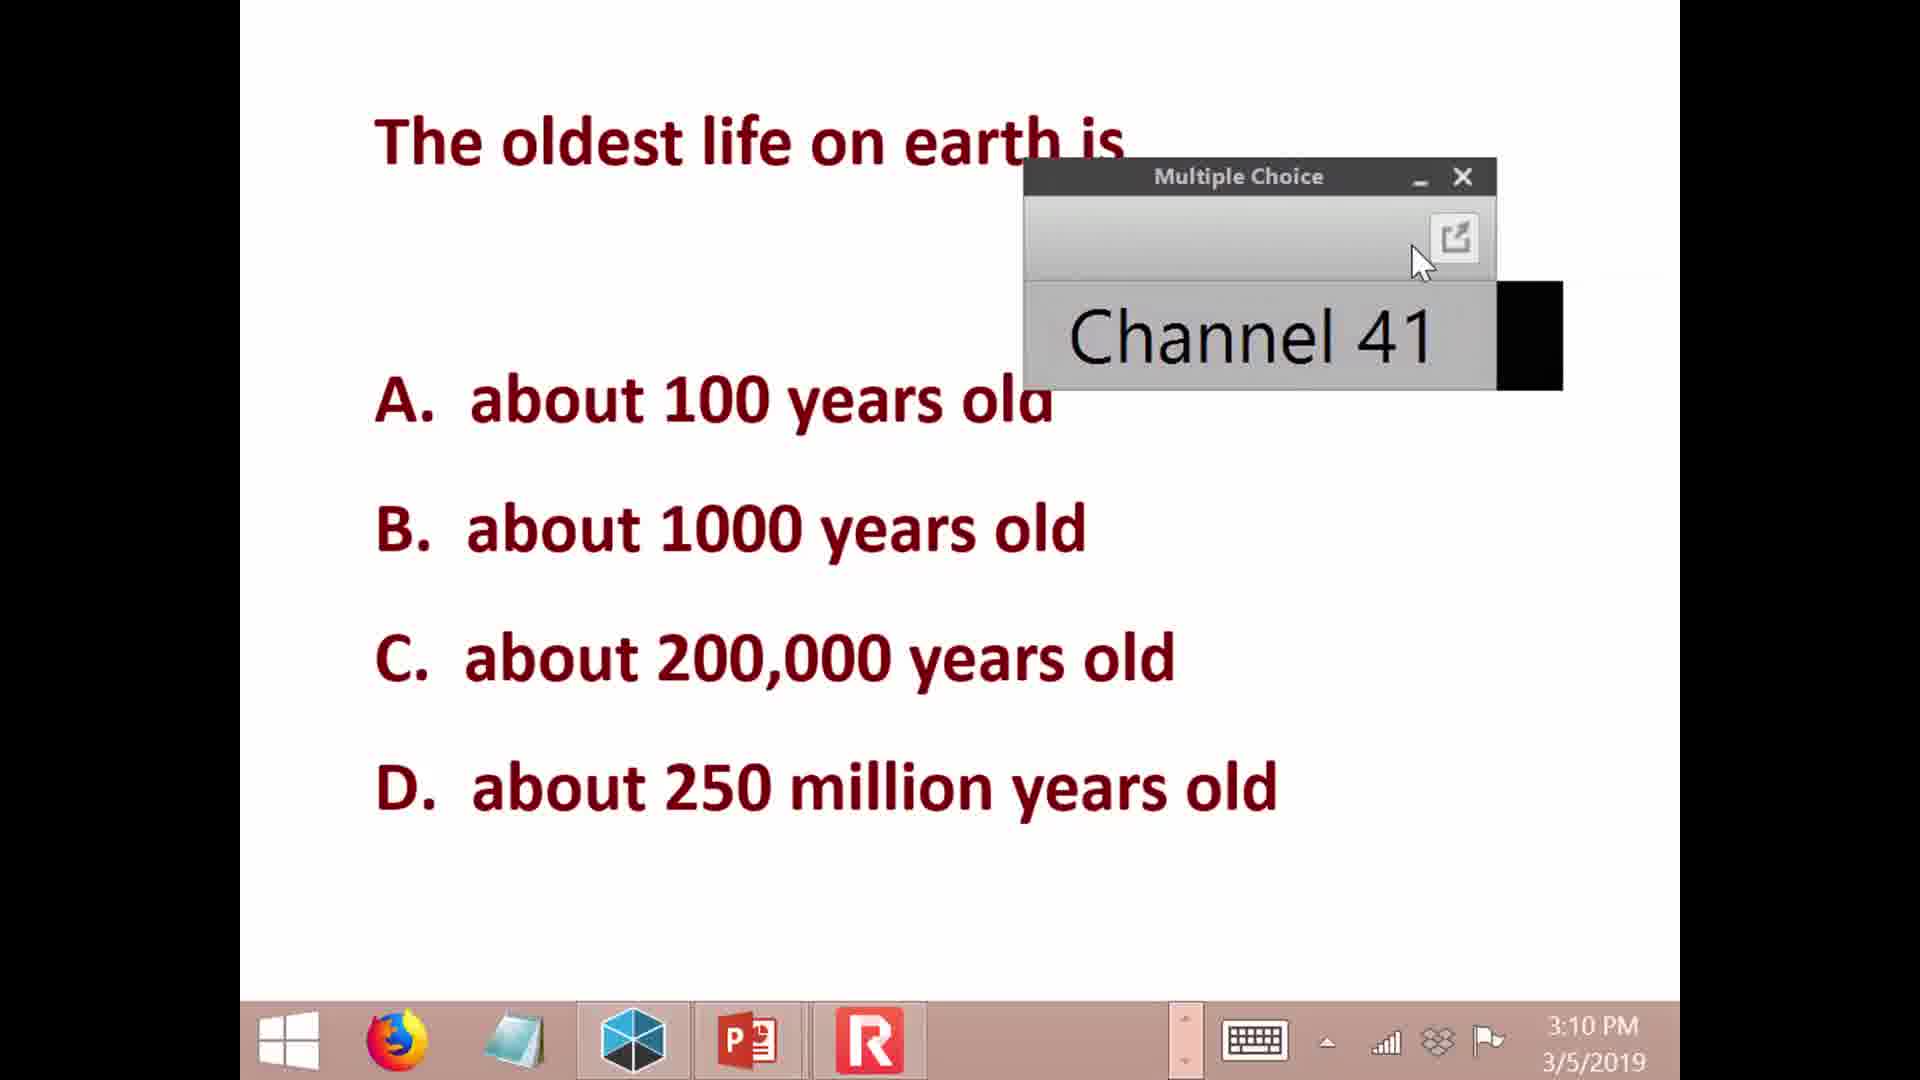 The oldest life on earth is
Multiple Choice
Channel 41
A. about 100 years old
B. about 1000 years old
C. about 200,000 years old
D. about 250 million years old
3:10 PM
3/5/2019